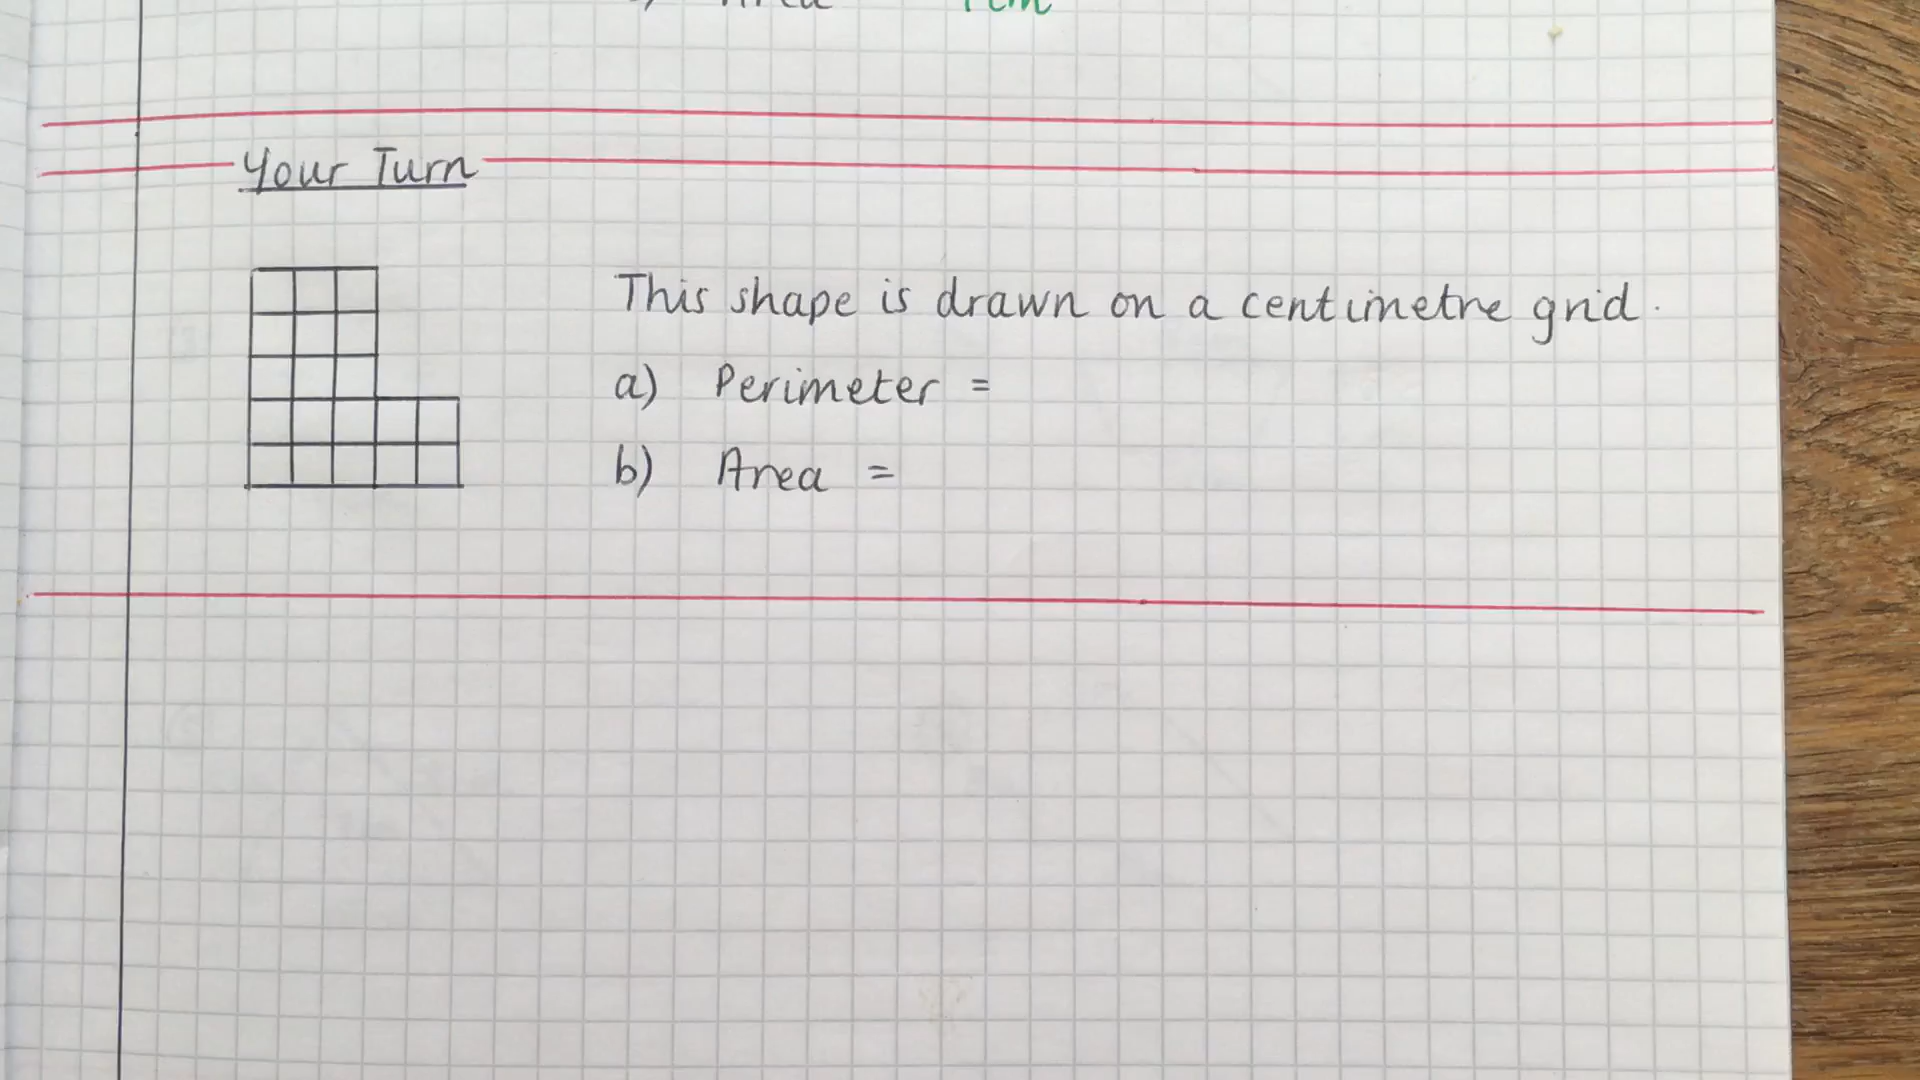 Your Turn
This shape is drawn on a centimetre grid.
a) Perimeter =
b) Area =